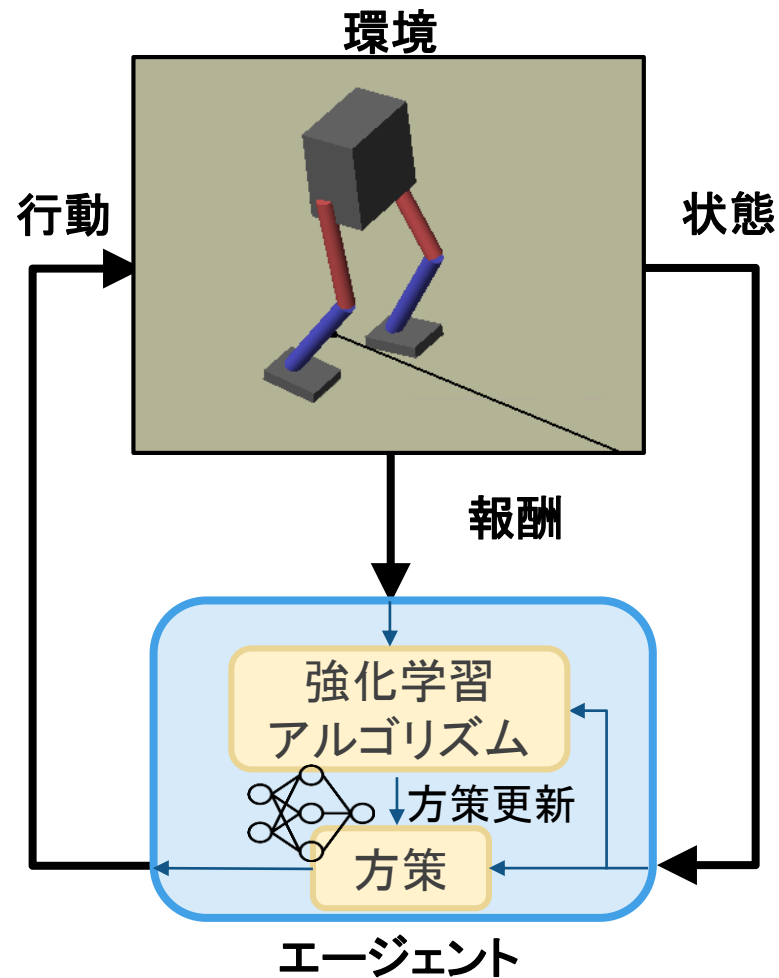 環境
行動
状態
報酬
強化学習
アルゴリズム
方策更新
方策
エージェント